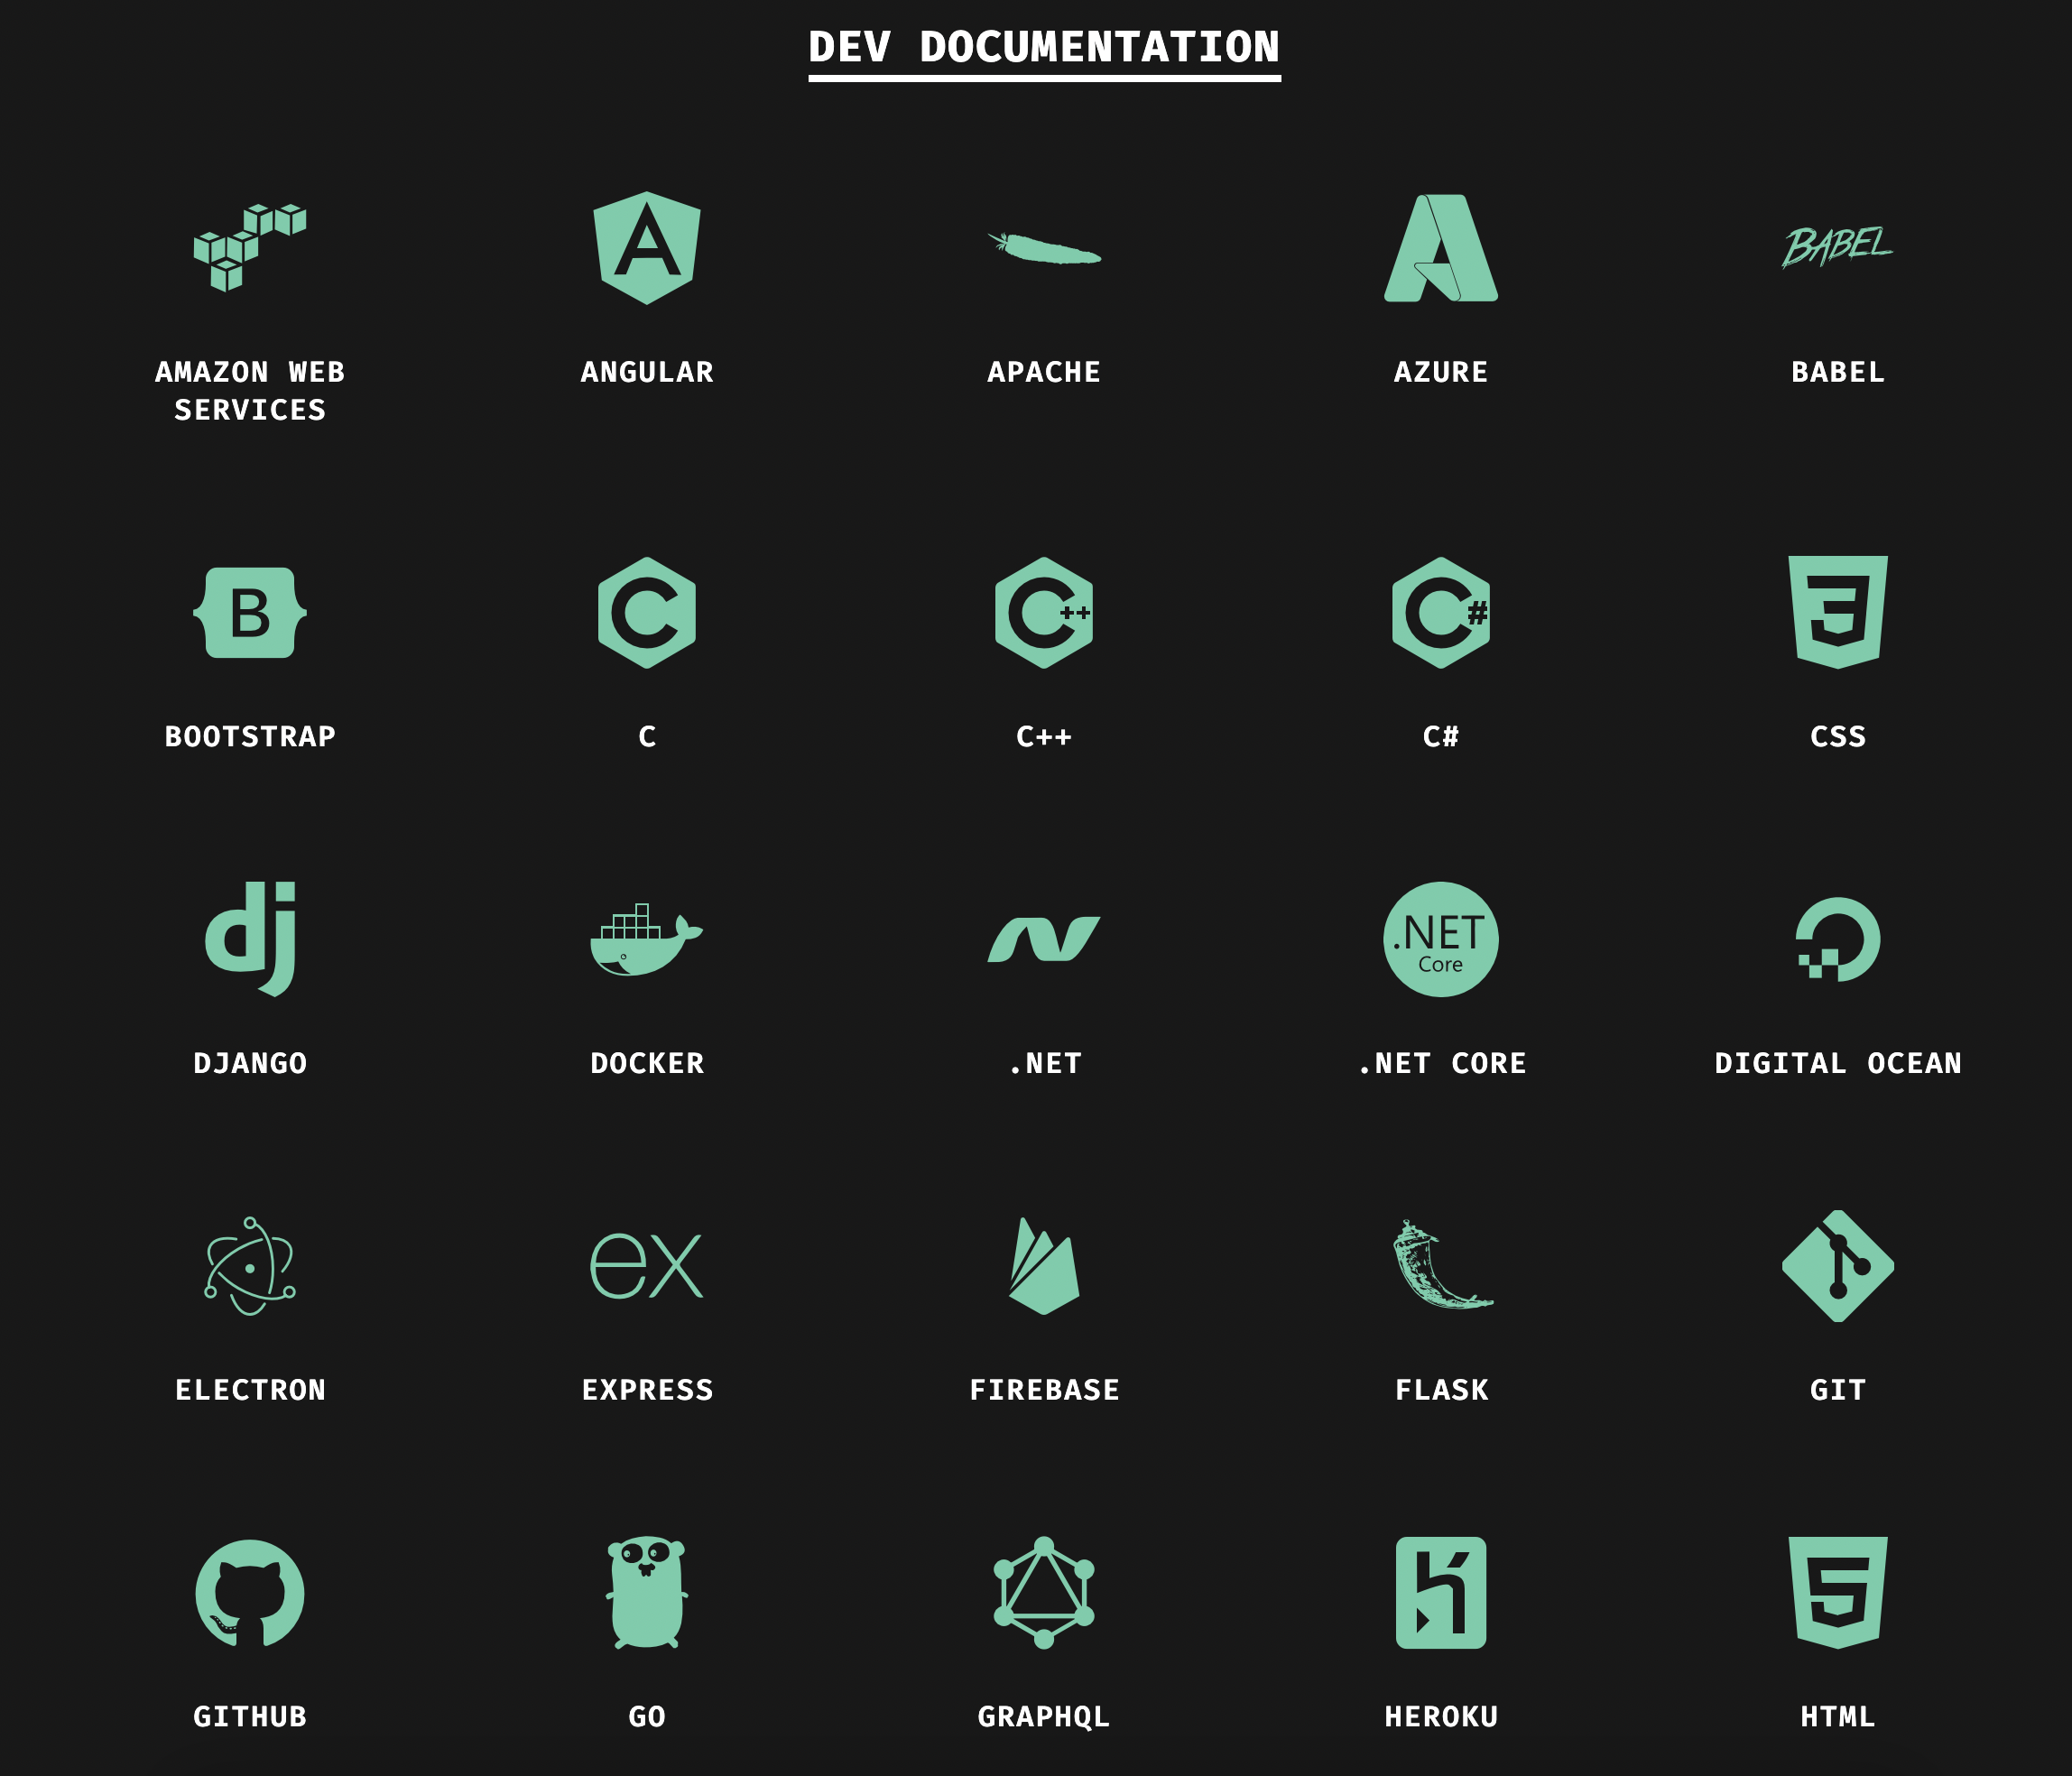 DEV DOCUMENTATION
BABEL
AMAZON WEB
SERVICES
ANGULAR
APACHE
AZURE
BABEL
B
C
C++
C#
BOOTSTRAP
C
C++
C#
CSS
dj
.NET
Core
DJANGO
DOCKER
.NET
.NET CORE
DIGITAL OCEAN
ex
ELECTRON
EXPRESS
FIREBASE
FLASK
GIT
5
GITHUB
GO
GRAPHQL
HEROKU
HTML